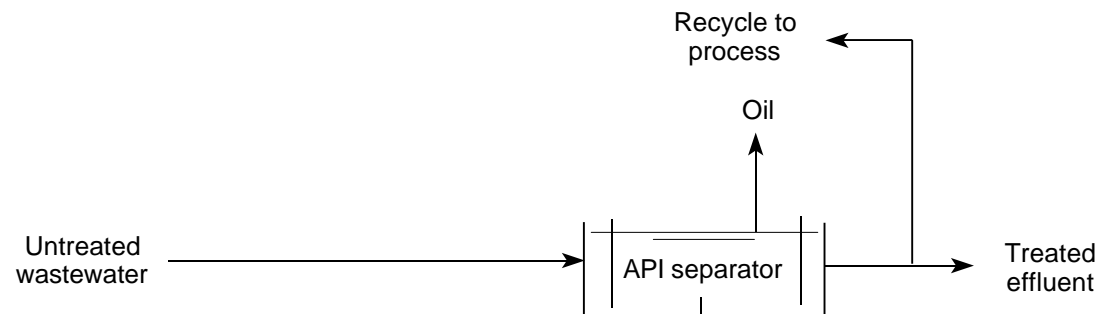 Recycle to
process
Oil
Untreated
wastewater
API separator
Treated
effluent